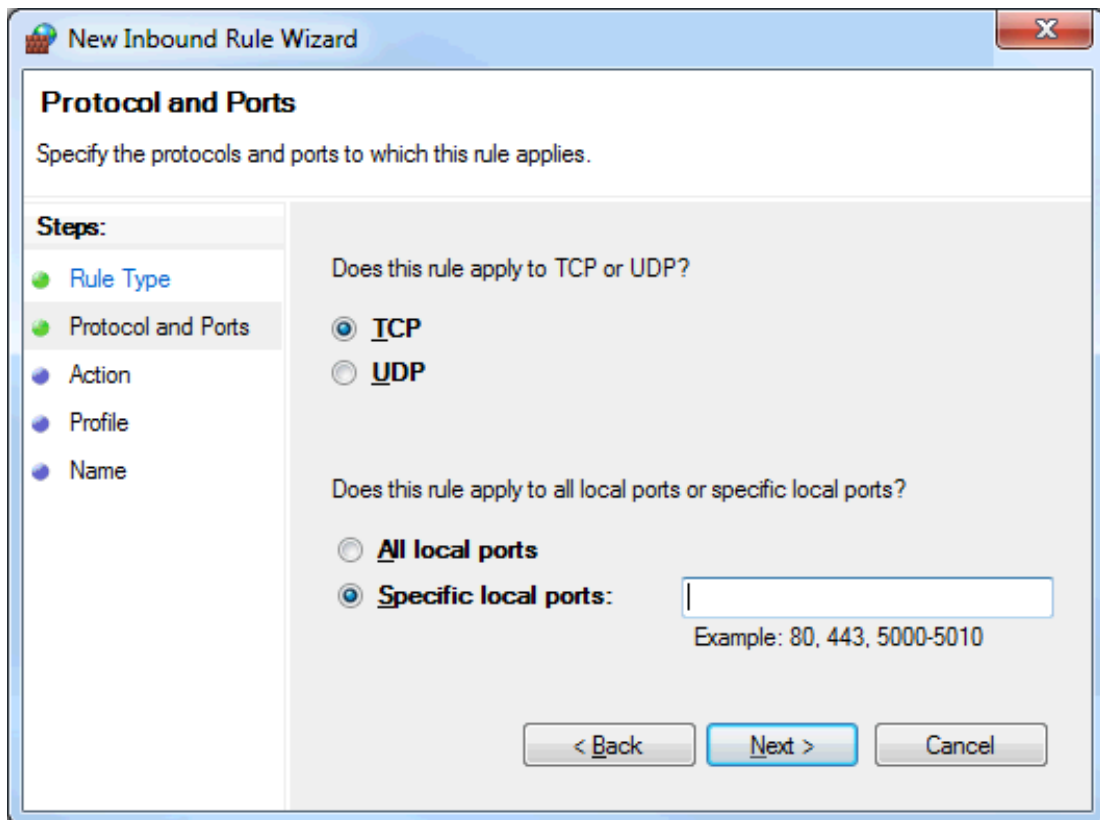 New Inbound Rule Wizard
Protocol and Ports
Specify the protocols and ports to which this rule applies.
Steps:
Rule Type
Protocol and Ports
Action
Profile
Name
Does this rule apply to TCP or UDP?
TCP
UDP
Does this rule apply to all local ports or specific local ports?
All local ports
Specific local ports:
Example: 80, 443, 5000-5010
< Back Next > Cancel